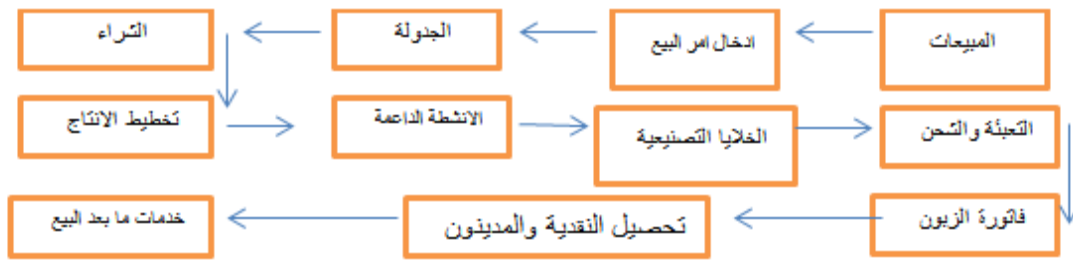 المبيعات
ادخال امر البيع
الجدولة
الشراء
تخطيط الانتاج
الانشطة الداعمة
الخلايا التصنيعية
التعبئة والشحن
فاتورة الزبون
تحصيل النقدية والمدينون
خدمات ما بعد البيع